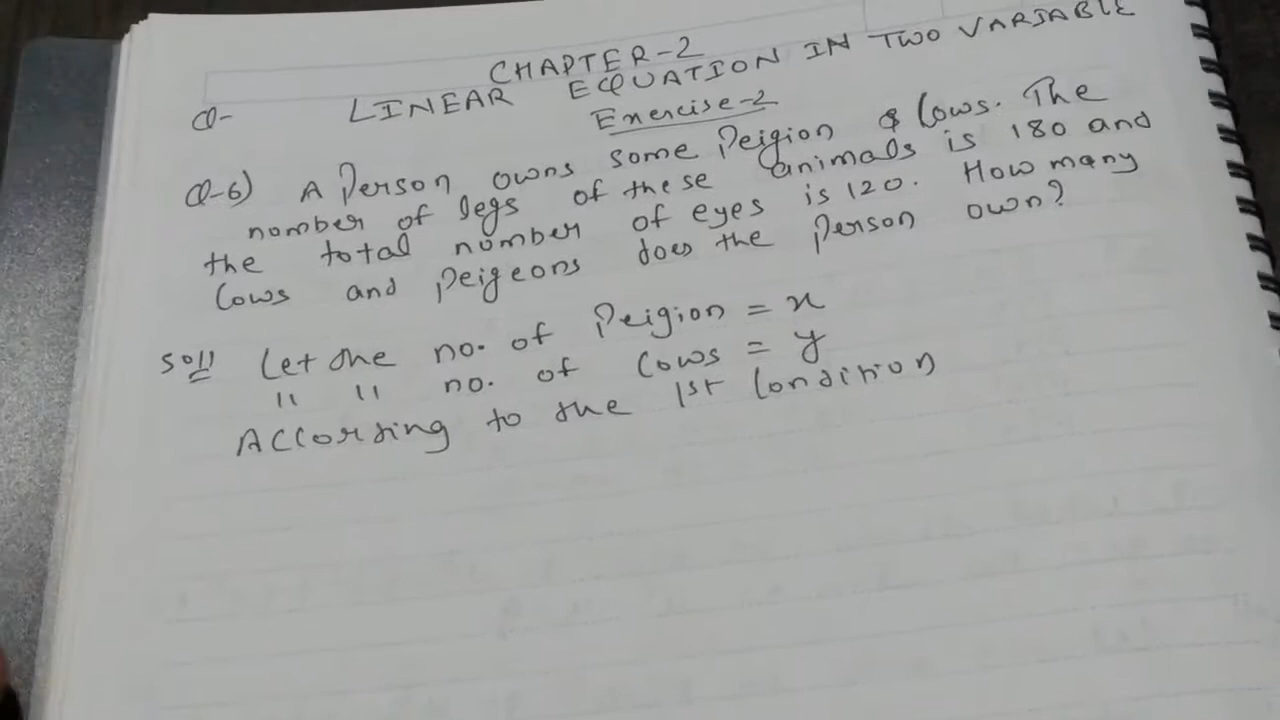 CHAPTER-2
Q- LINEAR EQUATION IN TWO VARIABLE
Exercise-2
Q-6) A Person owns some Peigion & Cows. The
number of legs of these animals is 180 and
the total number of eyes is 120. How many
Cows and Peigeons does the Person own?
Soll Let the no. of Peigion = x
" " no. of Cows = y
According to the 1st Condition